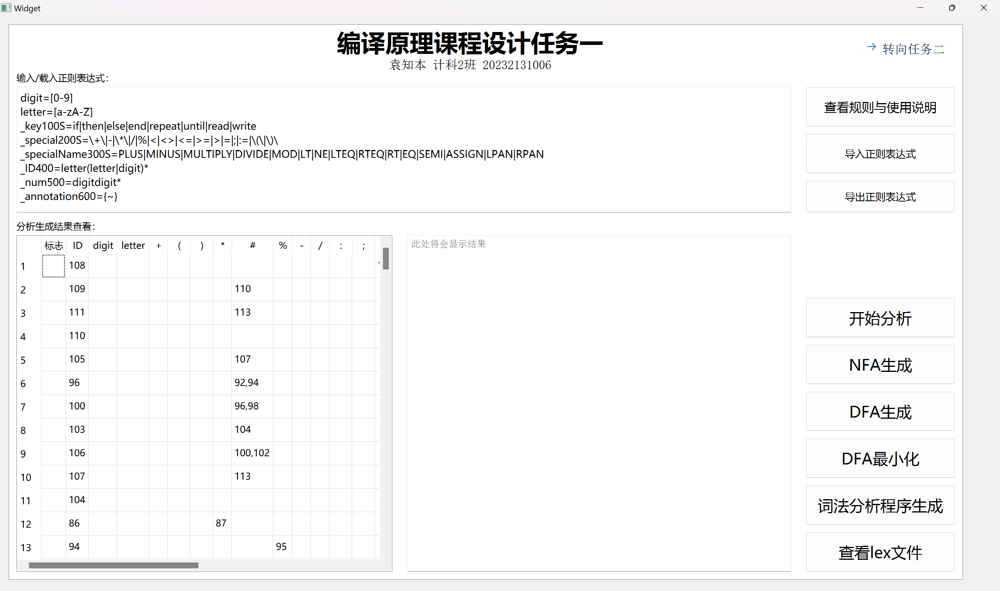 Widget
编译原理课程设计任务一
→ 转向任务二
袁知本 计科2班 20232131006
输入/载入正则表达式：
digit=[0-9]
letter=[a-zA-Z]
_key100S=if|then|else|end|repeat|until|read|write
_special200S=\+\|-|\*\|/|%|<|<>|<=|>=|>|=|;|:=|\(\|\)\
_specialName300S=PLUS|MINUS|MULTIPLY|DIVIDE|MOD|LT|NE|LTEQ|RTEQ|RT|EQ|SEMI|ASSIGN|LPAN|RPAN
_ID400=letter(letter|digit)*
_num500=digitdigit*
_annotation600={~}
查看规则与使用说明
导入正则表达式
导出正则表达式
分析生成结果查看：
标志 ID digit letter + ( ) * # % - / : ;
1 108
2 109 110
3 111 113
4 110
5 105 107
6 96 92,94
7 100 96,98
8 103 104
9 106 100,102
10 107 113
11 104
12 86 87
13 94 95
此处将会显示结果
开始分析
NFA生成
DFA生成
DFA最小化
词法分析程序生成
查看lex文件